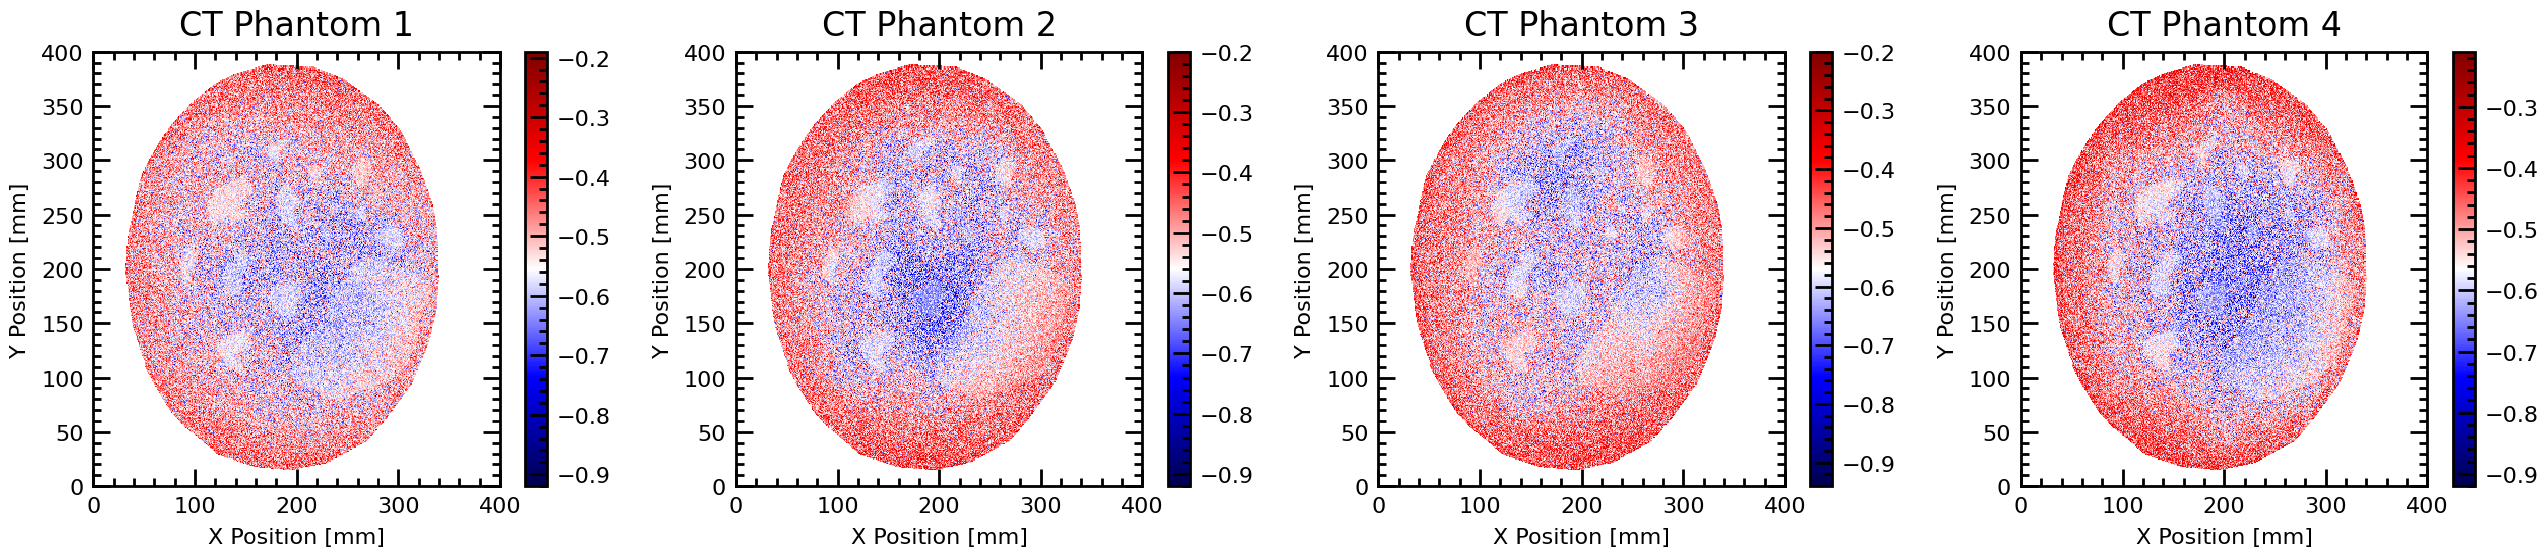 CT Phantom 1 CT Phantom 2 CT Phantom 3 CT Phantom 4
400 −0.2 400 −0.2 400 −0.2 400
350 −0.3 350 −0.3 350 −0.3 350 −0.3
300 −0.4 300 −0.4 300 −0.4 300 −0.4
250 −0.5 250 −0.5 250 −0.5 250 −0.5
200 200 200 200
150 −0.6 150 −0.6 150 −0.6 150 −0.6
100 −0.7 100 −0.7 100 −0.7 100 −0.7
50 −0.8 50 −0.8 50 −0.8 50 −0.8
0 −0.9 0 −0.9 0 −0.9 0 −0.9
Y Position [mm] Y Position [mm] Y Position [mm] Y Position [mm]
0 100 200 300 400 0 100 200 300 400 0 100 200 300 400 0 100 200 300 400
X Position [mm] X Position [mm] X Position [mm] X Position [mm]